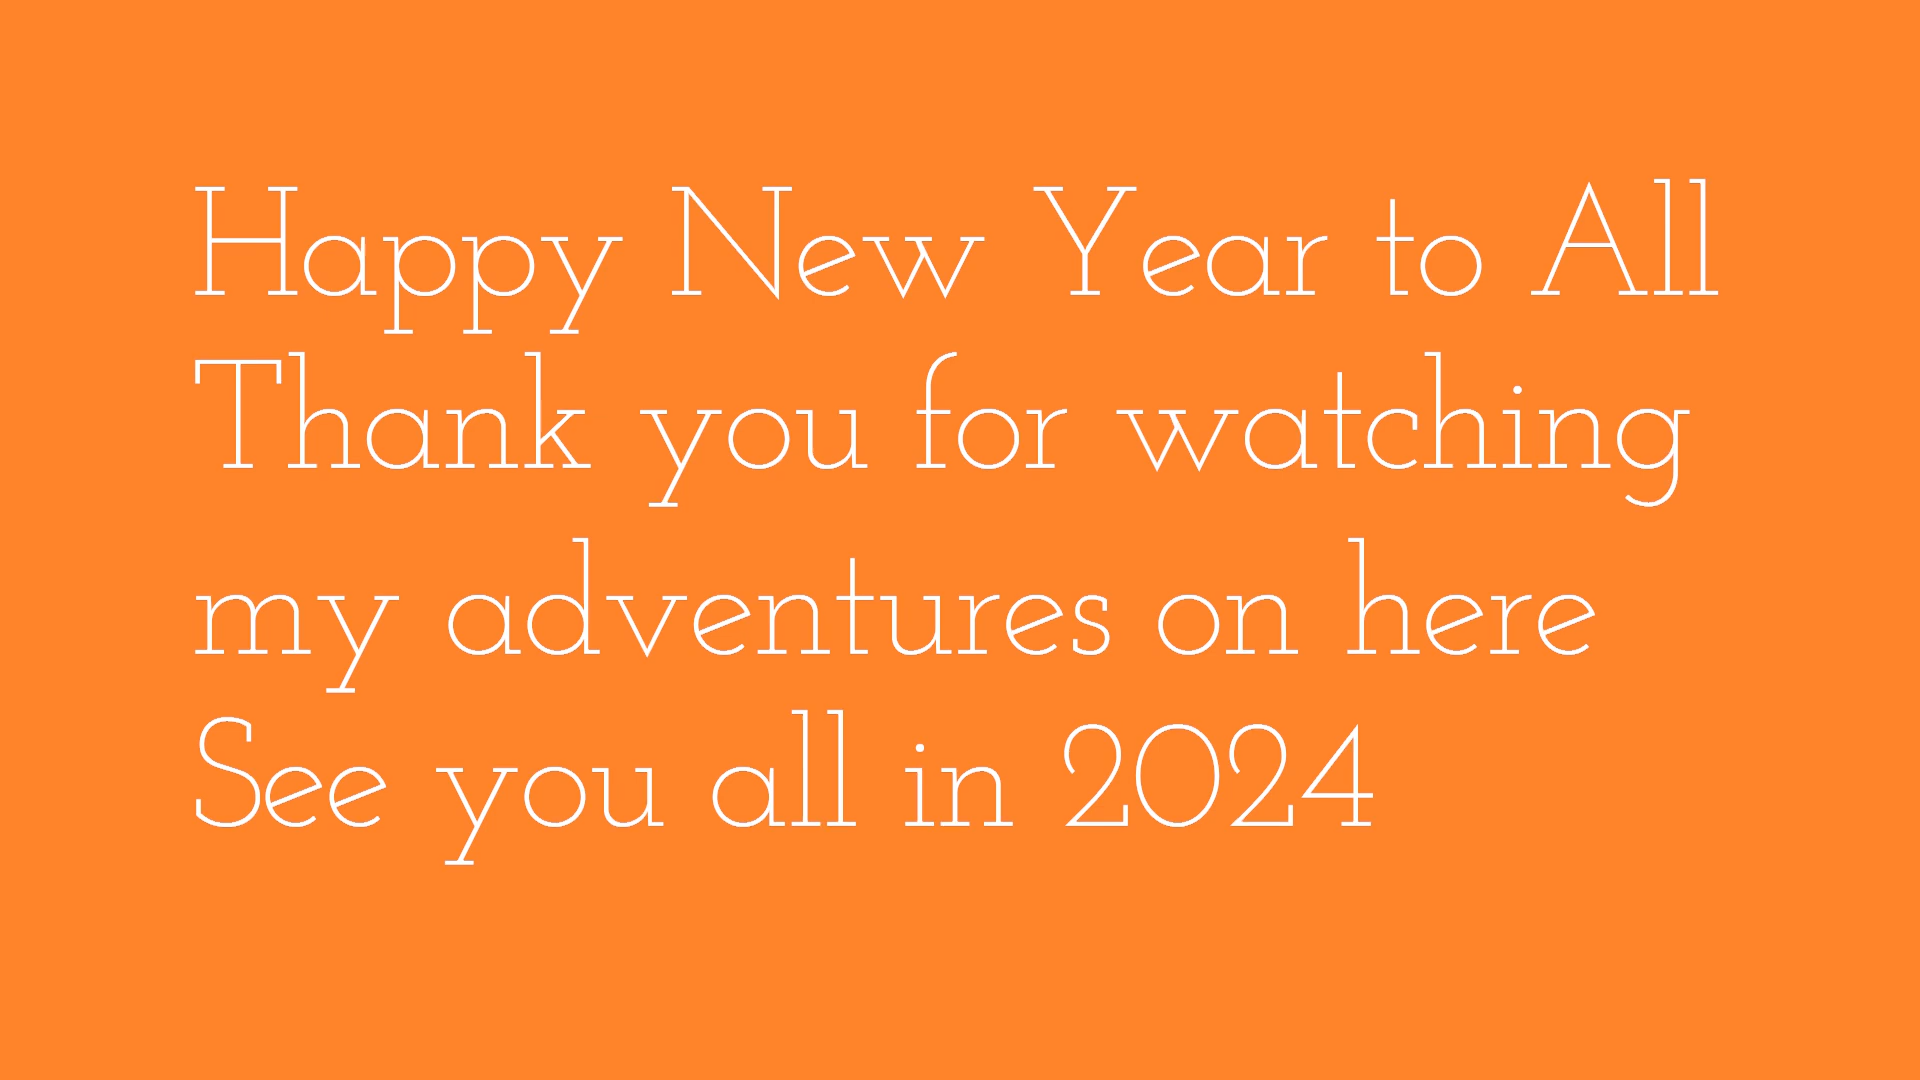 Happy New Year to All
Thank you for watching
my adventures on here
See you all in 2024